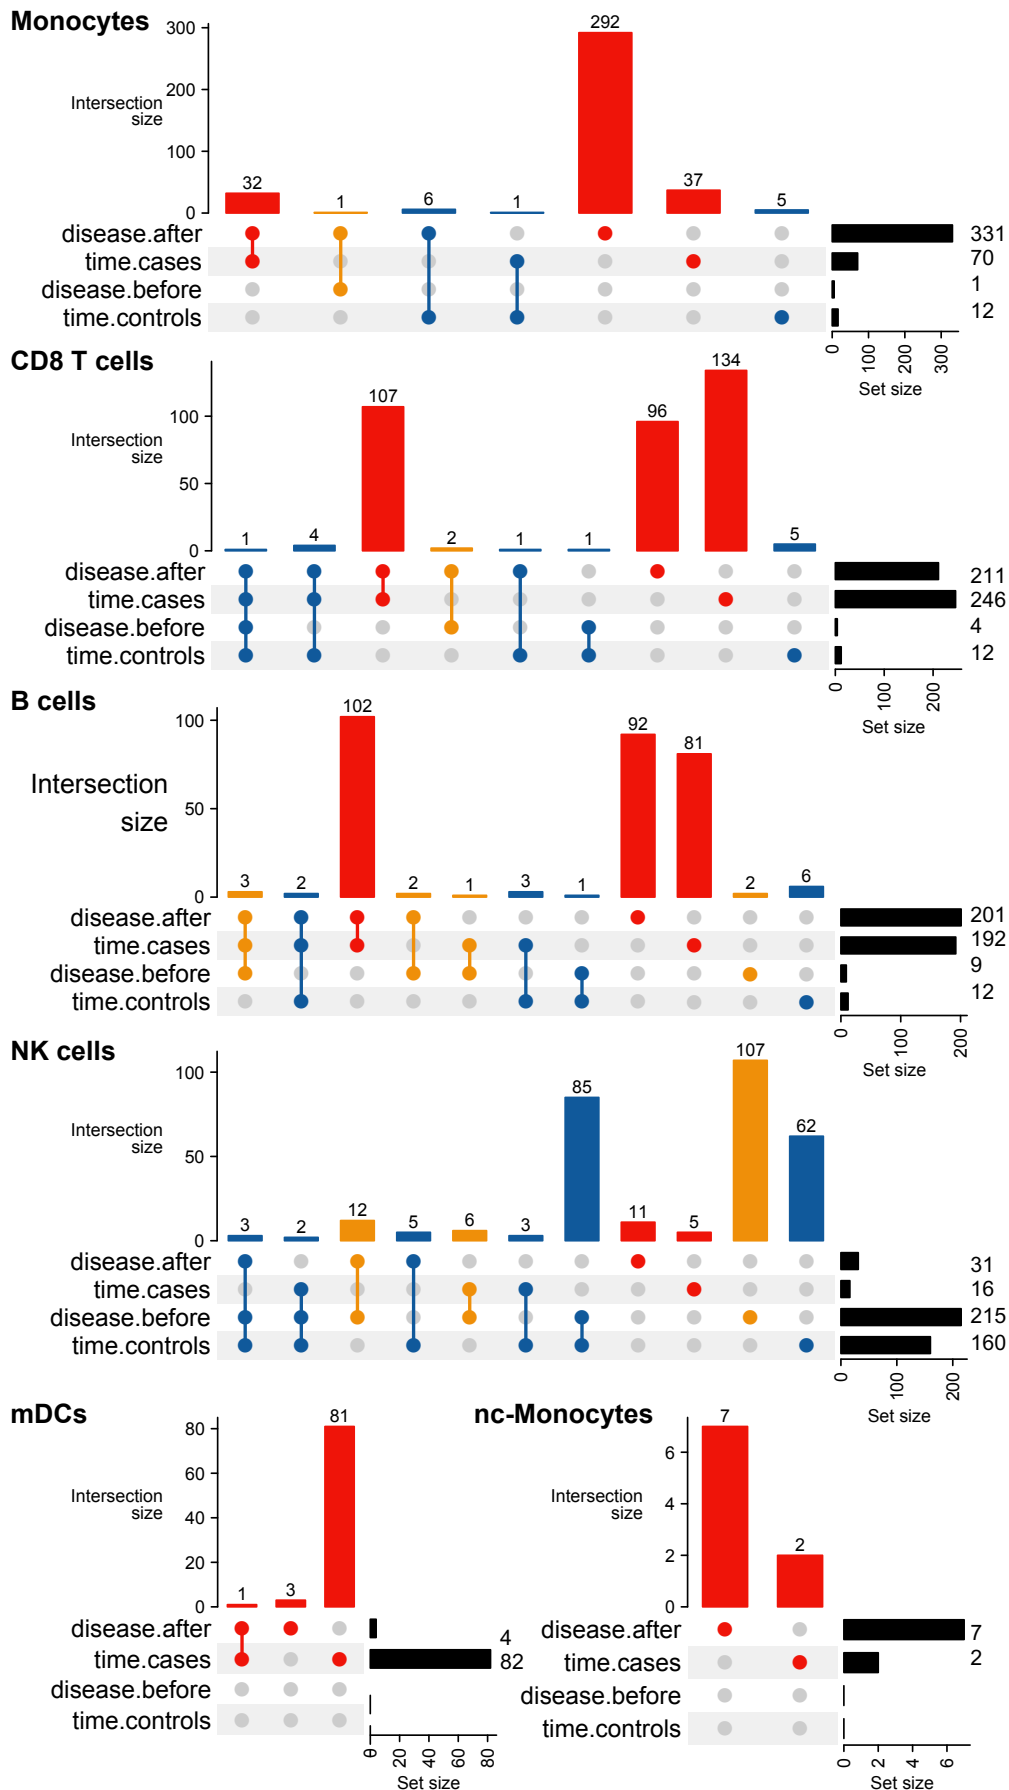 Monocytes
292
300
200
Intersection
size
100
32
1
6
1
37
5
0
disease.after
331
time.cases
70
disease.before
1
time.controls
12
0
100
200
300
Set size
CD8 T cells
134
107
96
100
Intersection
size
50
1
4
2
1
1
5
0
disease.after
211
time.cases
246
disease.before
4
time.controls
12
0
100
200
Set size
B cells
102
92
81
100
Intersection
size
50
3
2
2
1
3
1
2
6
0
disease.after
201
time.cases
192
disease.before
9
time.controls
12
0
100
200
Set size
NK cells
107
100
85
62
Intersection
size
50
3
2
12
5
6
3
11
5
0
disease.after
31
time.cases
16
disease.before
215
time.controls
160
0
100
200
Set size
mDCs
81
80
60
Intersection
size
40
20
1
3
0
disease.after
4
time.cases
82
disease.before
time.controls
0
20
40
60
80
Set size
nc-Monocytes
7
6
Intersection
size
4
2
2
0
disease.after
7
time.cases
2
disease.before
time.controls
0
2
4
6
Set size